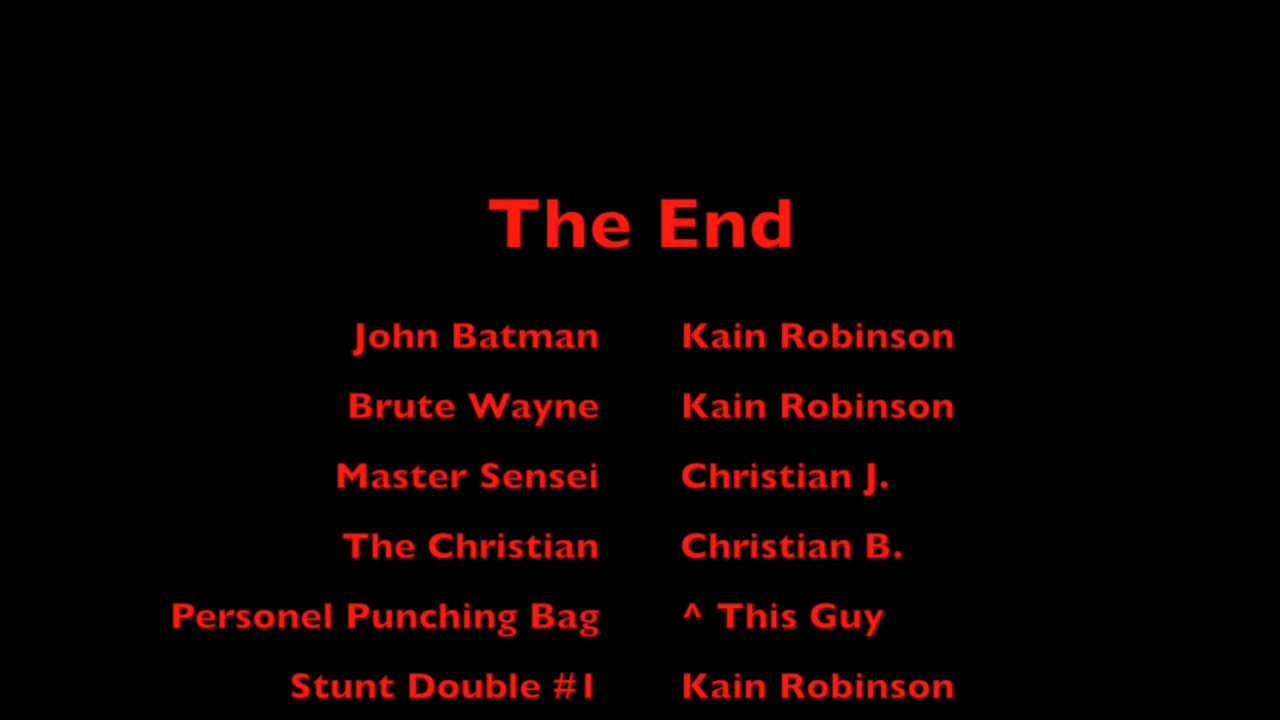 The End
John Batman Kain Robinson
Brute Wayne Kain Robinson
Master Sensei Christian J.
The Christian Christian B.
Personel Punching Bag ^ This Guy
Stunt Double #1 Kain Robinson